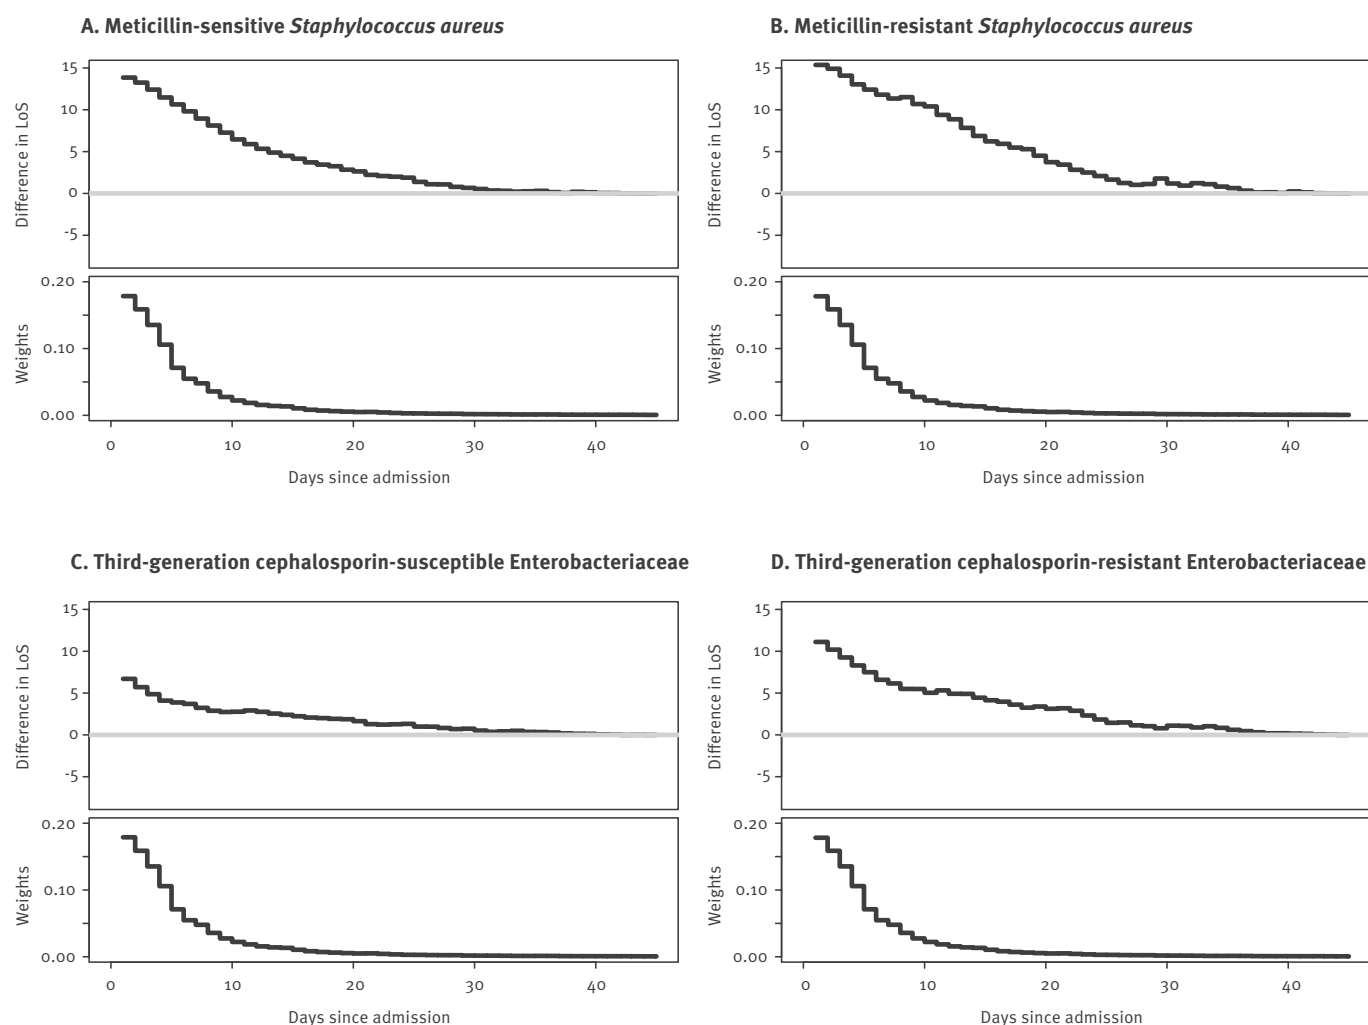 A. Meticillin-sensitive Staphylococcus aureus
15
10
5
0
-5
Difference in LoS
0.20
0.10
0.00
Weights
0 10 20 30 40
Days since admission
B. Meticillin-resistant Staphylococcus aureus
15
10
5
0
-5
Difference in LoS
0.20
0.10
0.00
Weights
0 10 20 30 40
Days since admission
C. Third-generation cephalosporin-susceptible Enterobacteriaceae
15
10
5
0
-5
Difference in LoS
0.20
0.10
0.00
Weights
0 10 20 30 40
Days since admission
D. Third-generation cephalosporin-resistant Enterobacteriaceae
15
10
5
0
-5
Difference in LoS
0.20
0.10
0.00
Weights
0 10 20 30 40
Days since admission